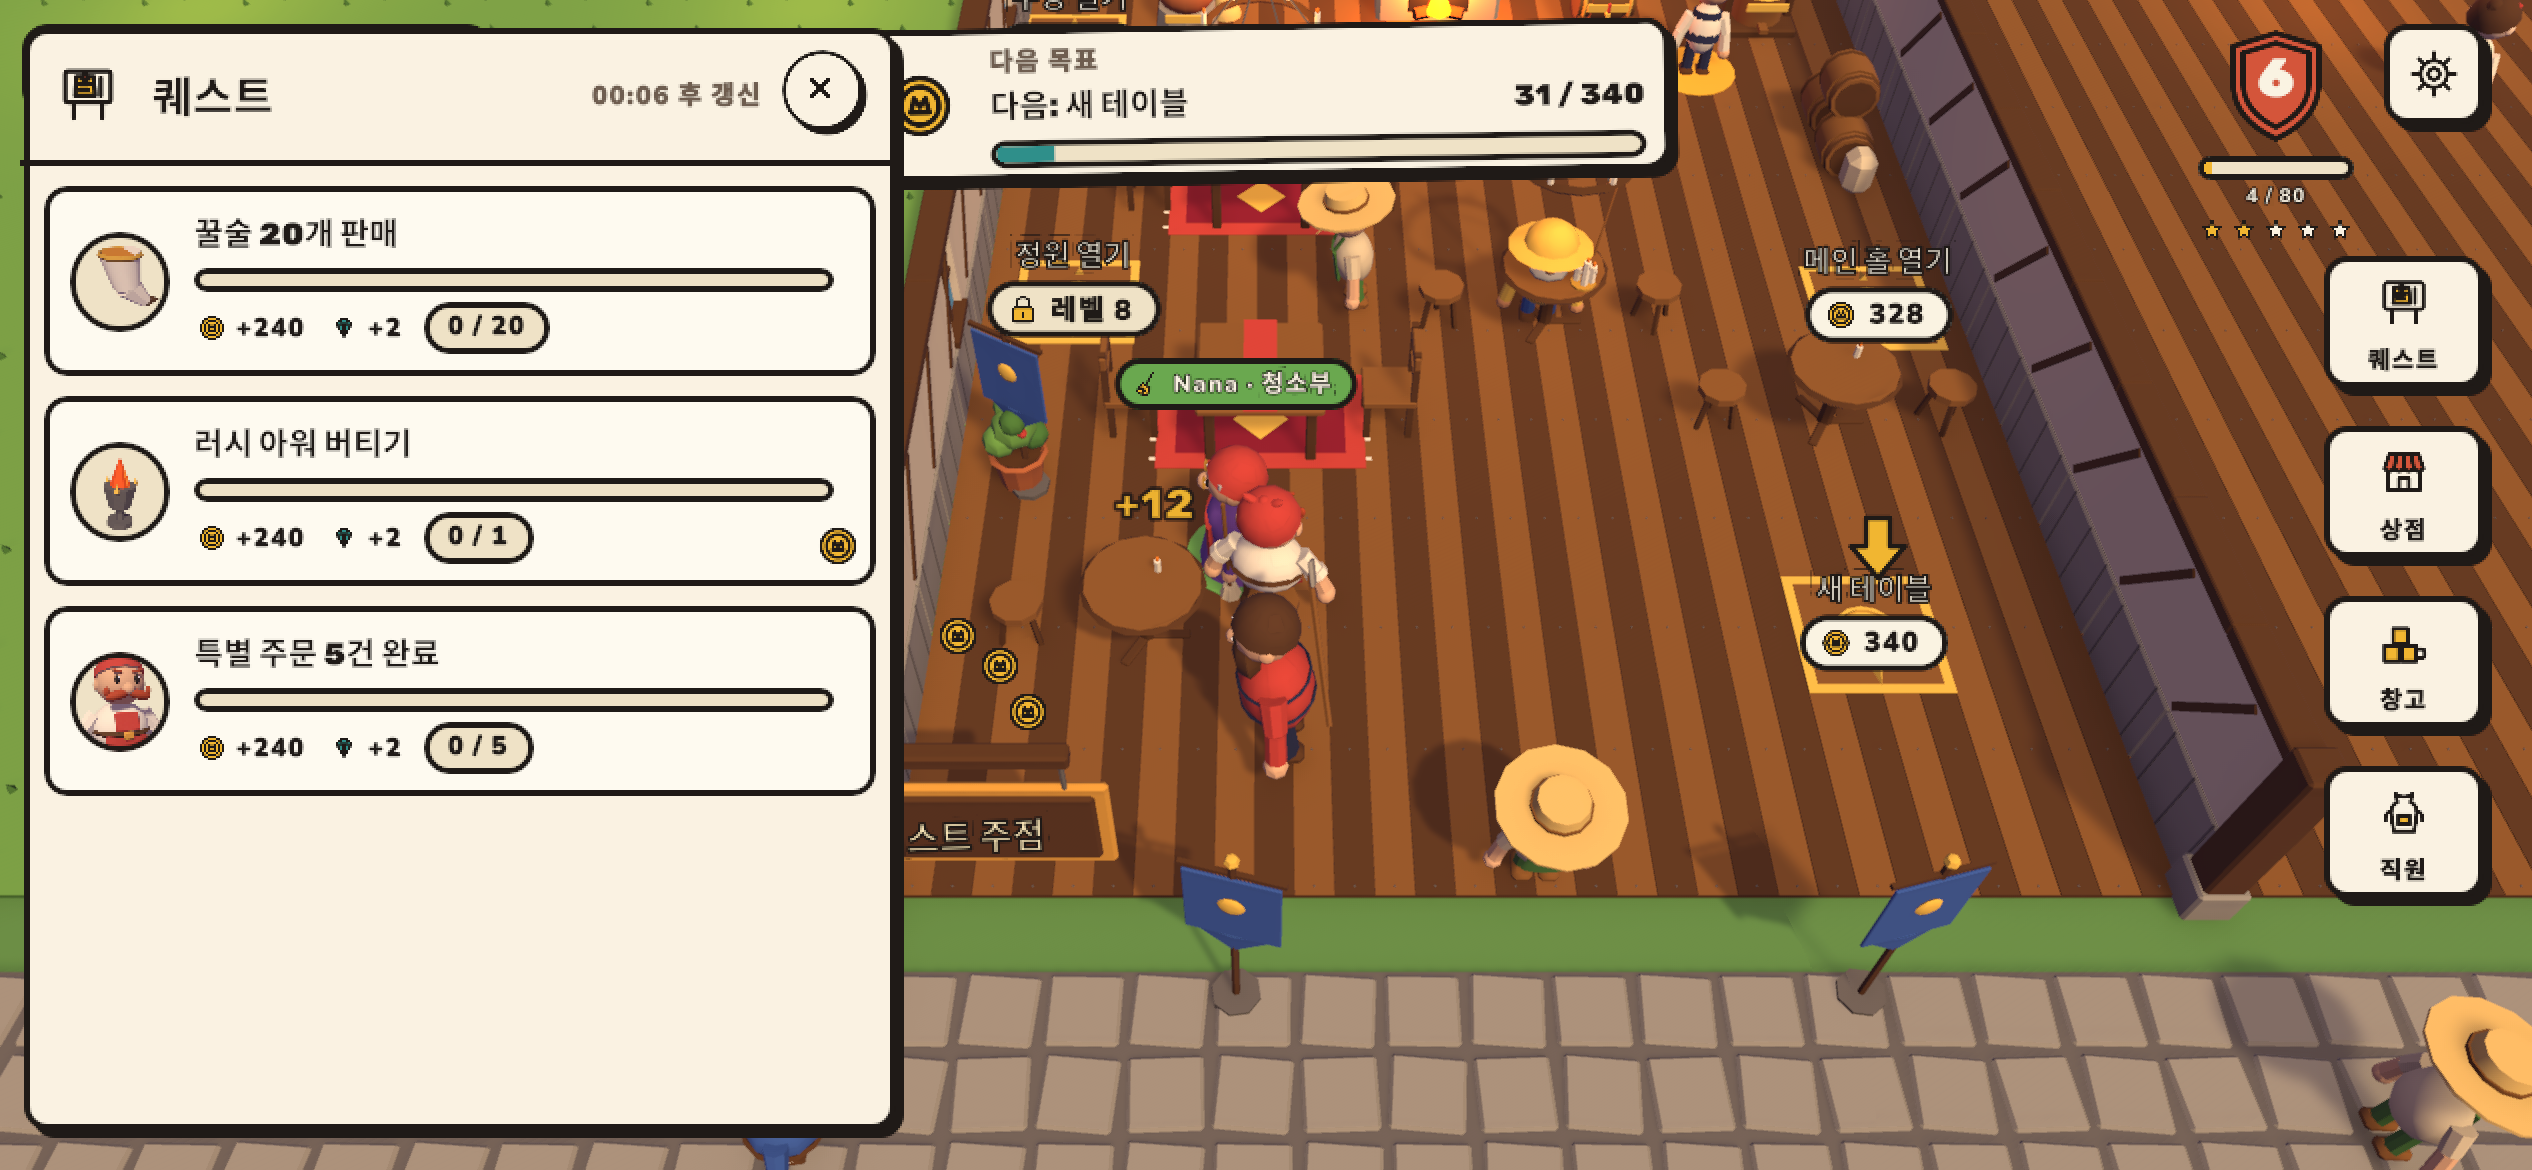 퀘스트
00:06 후 갱신
꿀술 20개 판매
+240 +2 0 / 20
러시 아워 버티기
+240 +2 0 / 1
특별 주문 5건 완료
+240 +2 0 / 5
다음 목표
다음: 새 테이블
31 / 340
정원 열기
레벨 8
Nana · 청소부
+12
메인 홀 열기
328
새 테이블
340
스트 주점
6
4 / 80
퀘스트
상점
창고
직원